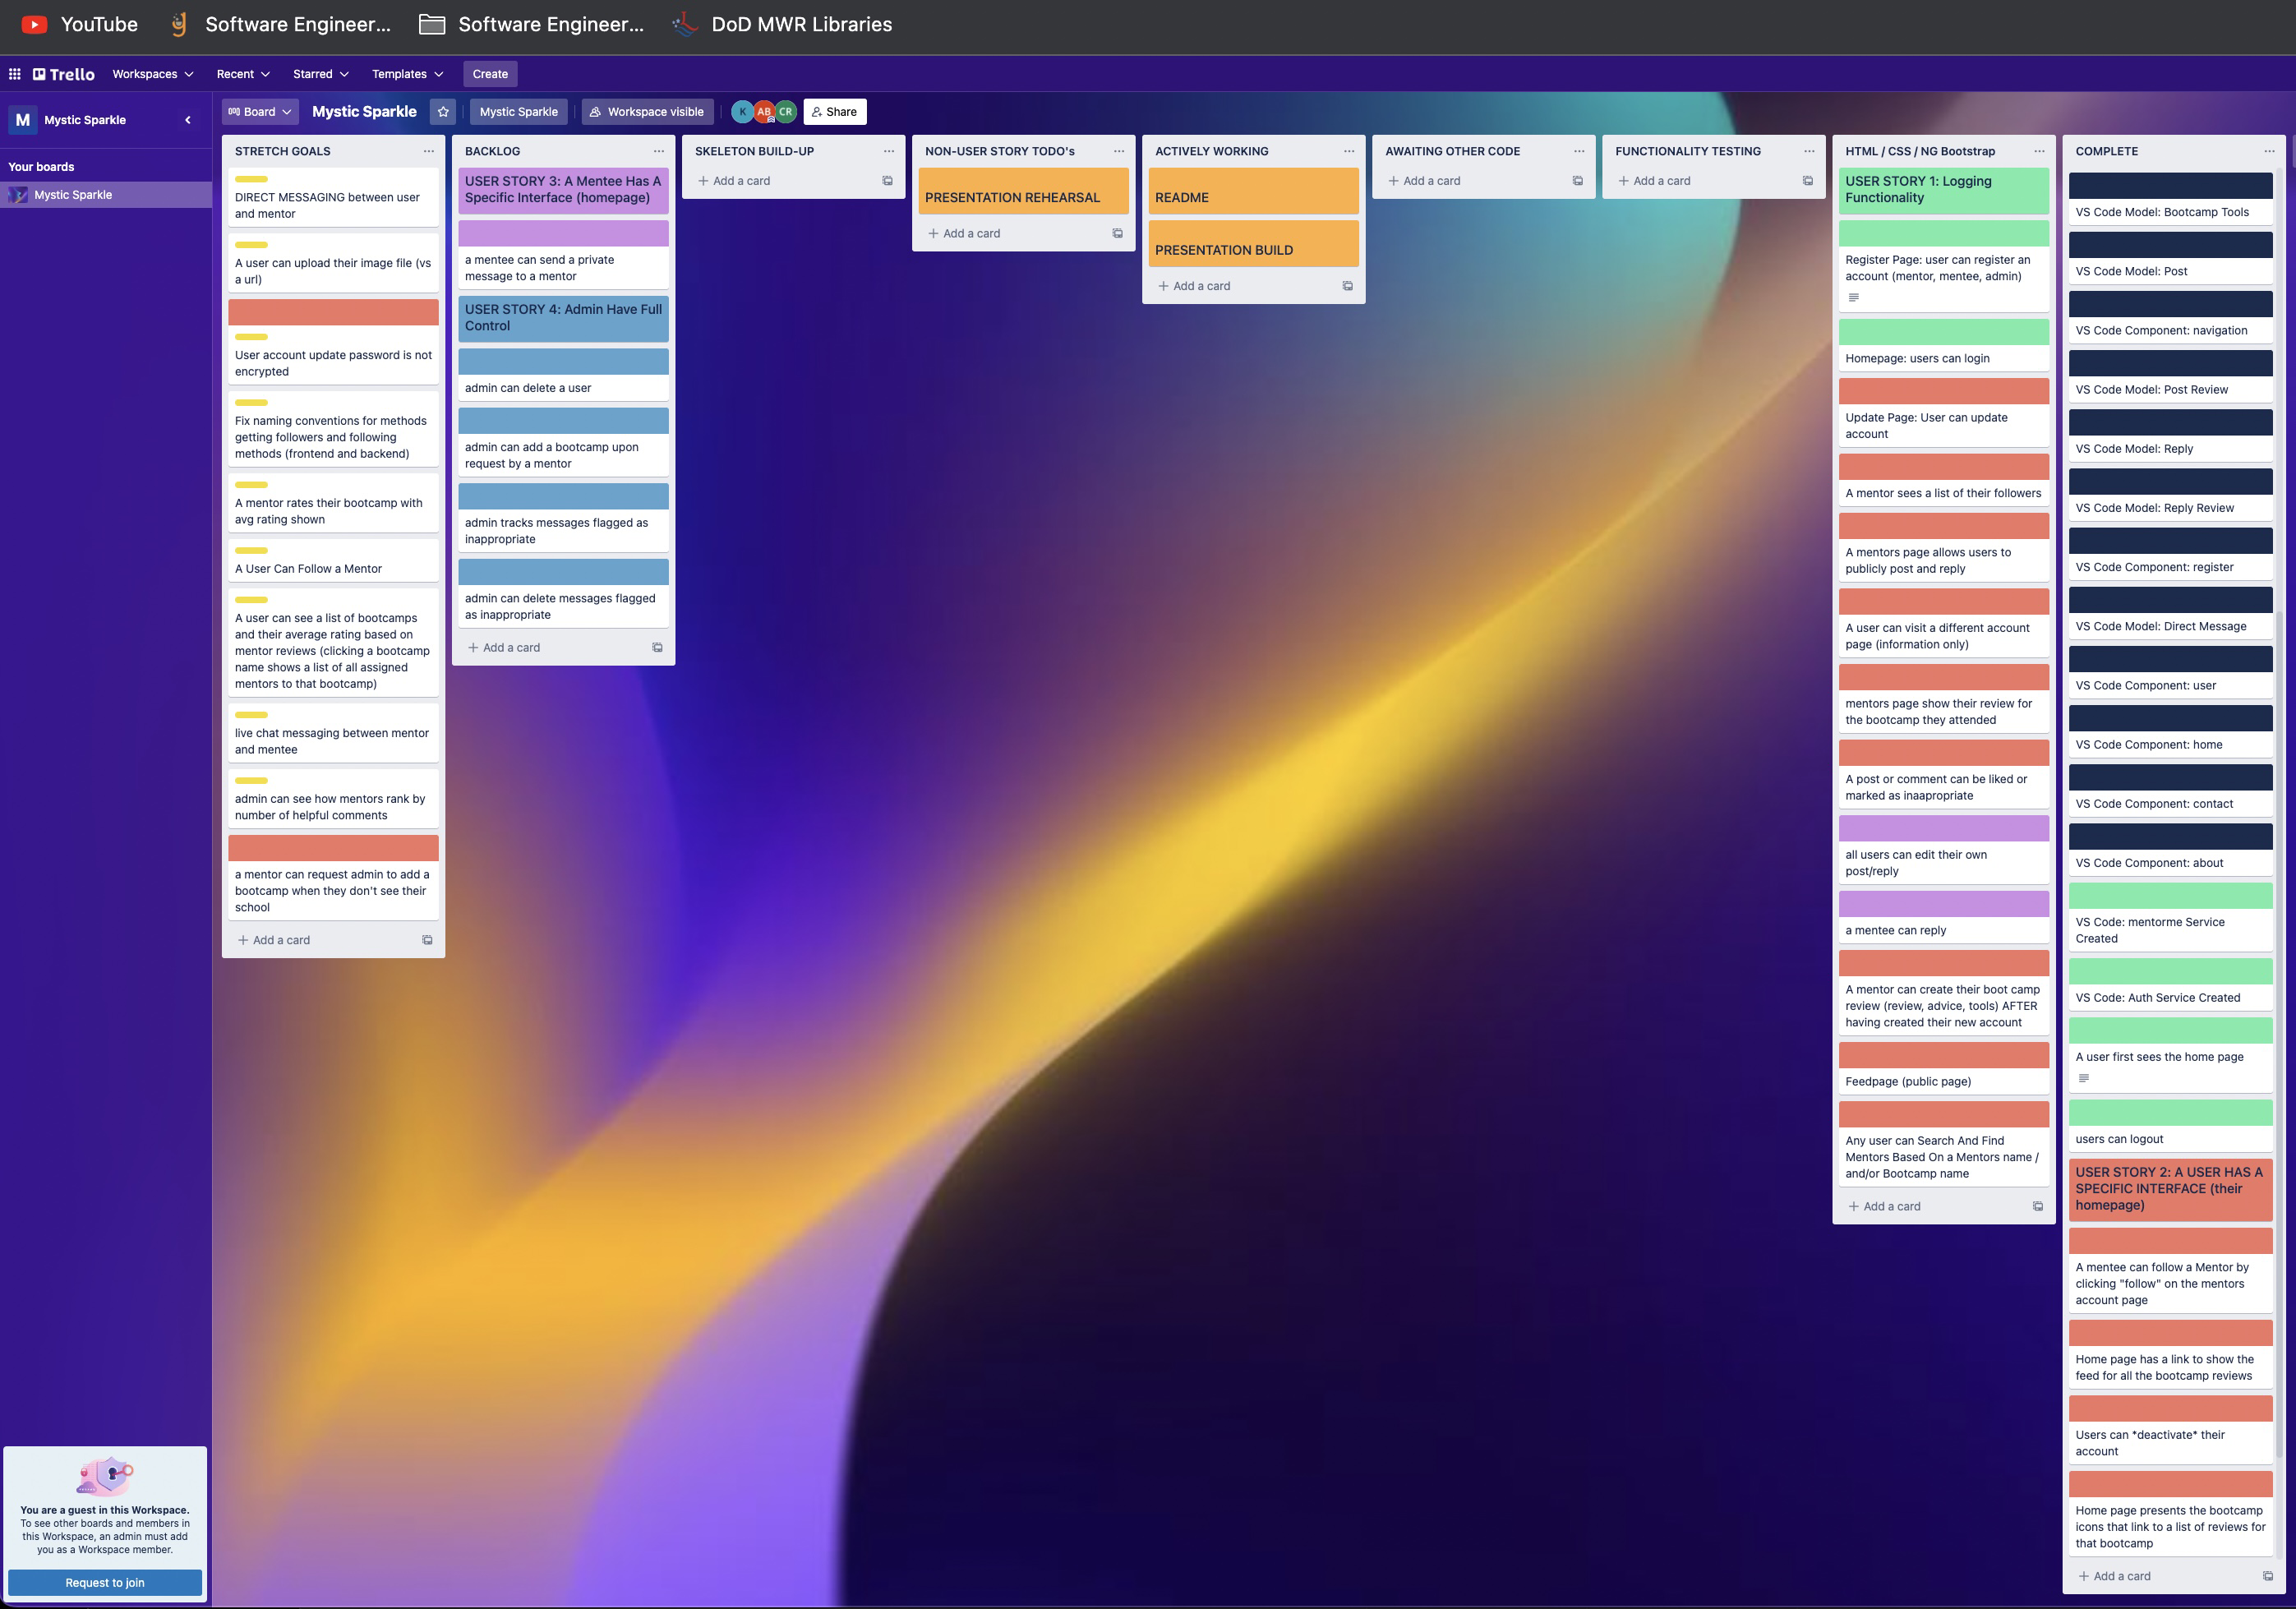 YouTube
Software Engineer...
Software Engineer...
DoD MWR Libraries
Trello
Workspaces
Recent
Starred
Templates
Create
M
Mystic Sparkle
Your boards
Mystic Sparkle
Board
Mystic Sparkle
Mystic Sparkle
Workspace visible
K
AB
CR
Share
STRETCH GOALS
DIRECT MESSAGING between user
and mentor
A user can upload their image file (vs
a url)
User account update password is not
encrypted
Fix naming conventions for methods
getting followers and following
methods (frontend and backend)
A mentor rates their bootcamp with
avg rating shown
A User Can Follow a Mentor
A user can see a list of bootcamps
and their average rating based on
mentor reviews (clicking a bootcamp
name shows a list of all assigned
mentors to that bootcamp)
live chat messaging between mentor
and mentee
admin can see how mentors rank by
number of helpful comments
a mentor can request admin to add a
bootcamp when they don't see their
school
Add a card
BACKLOG
USER STORY 3: A Mentee Has A
Specific Interface (homepage)
a mentee can send a private
message to a mentor
USER STORY 4: Admin Have Full
Control
admin can delete a user
admin can add a bootcamp upon
request by a mentor
admin tracks messages flagged as
inappropriate
admin can delete messages flagged
as inappropriate
Add a card
SKELETON BUILD-UP
Add a card
NON-USER STORY TODO's
PRESENTATION REHEARSAL
Add a card
ACTIVELY WORKING
README
PRESENTATION BUILD
Add a card
AWAITING OTHER CODE
Add a card
FUNCTIONALITY TESTING
Add a card
HTML / CSS / NG Bootstrap
USER STORY 1: Logging
Functionality
Register Page: user can register an
account (mentor, mentee, admin)
Homepage: users can login
Update Page: User can update
account
A mentor sees a list of their followers
A mentors page allows users to
publicly post and reply
A user can visit a different account
page (information only)
mentors page show their review for
the bootcamp they attended
A post or comment can be liked or
marked as inaapropriate
all users can edit their own
post/reply
a mentee can reply
A mentor can create their boot camp
review (review, advice, tools) AFTER
having created their new account
Feedpage (public page)
Any user can Search And Find
Mentors Based On a Mentors name /
and/or Bootcamp name
Add a card
COMPLETE
VS Code Model: Bootcamp Tools
VS Code Model: Post
VS Code Component: navigation
VS Code Model: Post Review
VS Code Model: Reply
VS Code Model: Reply Review
VS Code Component: register
VS Code Model: Direct Message
VS Code Component: user
VS Code Component: home
VS Code Component: contact
VS Code Component: about
VS Code: mentorme Service
Created
VS Code: Auth Service Created
A user first sees the home page
users can logout
USER STORY 2: A USER HAS A
SPECIFIC INTERFACE (their
homepage)
A mentee can follow a Mentor by
clicking "follow" on the mentors
account page
Home page has a link to show the
feed for all the bootcamp reviews
Users can *deactivate* their
account
Home page presents the bootcamp
icons that link to a list of reviews for
that bootcamp
Add a card
You are a guest in this Workspace.
To see other boards and members in
this Workspace, an admin must add
you as a Workspace member.
Request to join